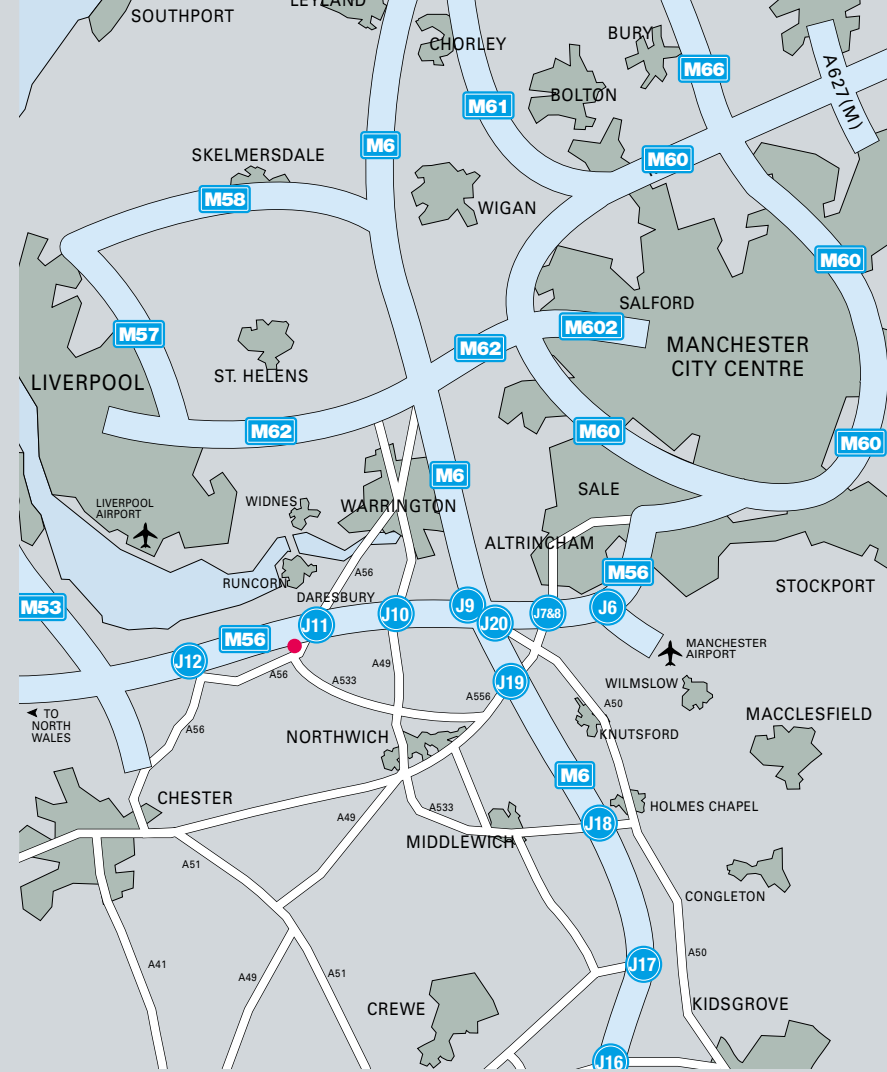 LEYLAND
SOUTHPORT
CHORLEY
BURY
M66
A627(M)
BOLTON
M61
M6
M60
SKELMERSDALE
M58
WIGAN
M60
SALFORD
M602
M57
MANCHESTER
CITY CENTRE
M62
ST. HELENS
LIVERPOOL
M62
M60
M60
M6
SALE
LIVERPOOL
AIRPORT
WIDNES
WARRINGTON
ALTRINCHAM
A56
M56
RUNCORN
STOCKPORT
DARESBURY
M53
J9
J6
J10
J7&8
J20
J11
M56
MANCHESTER
AIRPORT
J12
A49
A56
A533
J19
WILMSLOW
A556
A50
TO
NORTH
WALES
MACCLESFIELD
A56
NORTHWICH
KNUTSFORD
M6
CHESTER
HOLMES CHAPEL
A533
A49
J18
MIDDLEWICH
A51
CONGLETON
A50
J17
A41
A49
A51
KIDSGROVE
CREWE
J16